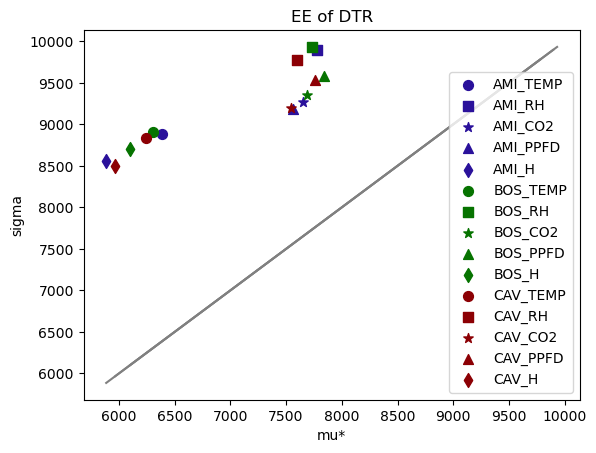 EE of DTR
10000
9500
9000
8500
8000
7500
7000
6500
6000
sigma
6000 6500 7000 7500 8000 8500 9000 9500 10000
mu*
AMI_TEMP
AMI_RH
AMI_CO2
AMI_PPFD
AMI_H
BOS_TEMP
BOS_RH
BOS_CO2
BOS_PPFD
BOS_H
CAV_TEMP
CAV_RH
CAV_CO2
CAV_PPFD
CAV_H